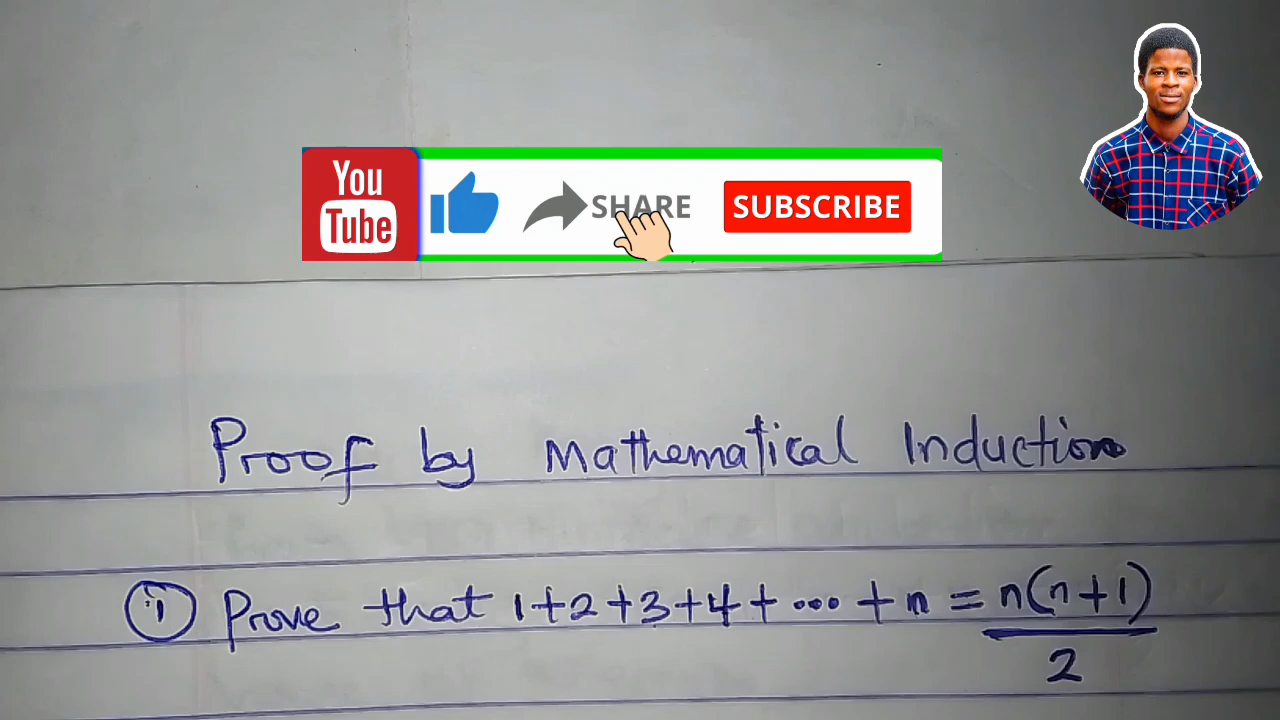 You
Tube
SHARE
SUBSCRIBE
Proof by Mathematical Induction
① Prove that 1+2+3+4+•••+n = n(n+1)
2